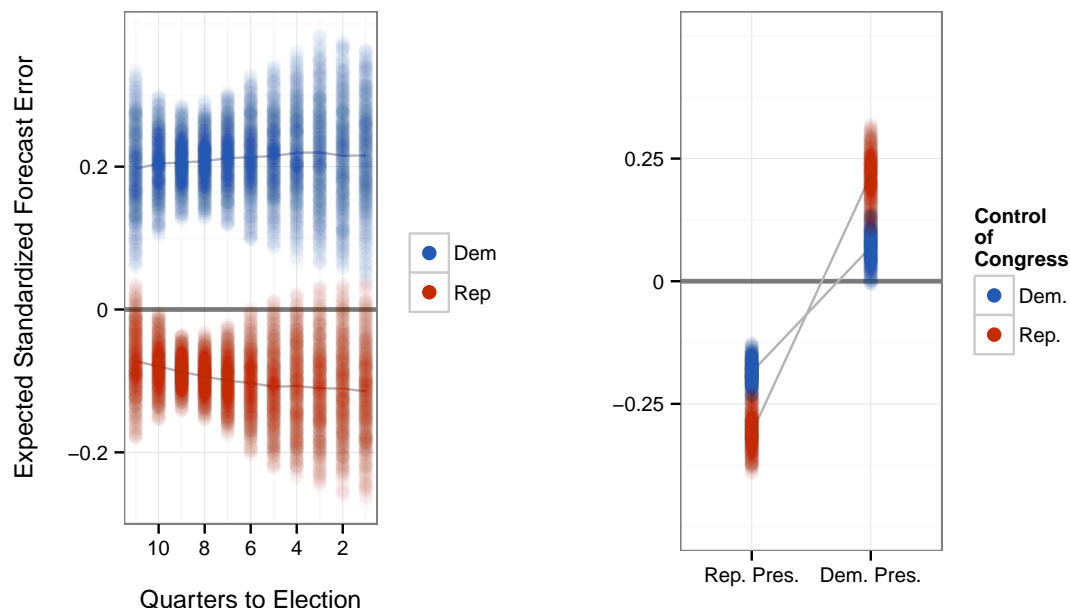 Expected Standardized Forecast Error
0.2
0
−0.2
10
8
6
4
2
Quarters to Election
Dem
Rep
0.25
0
−0.25
Rep. Pres.
Dem. Pres.
Control
of
Congress
Dem.
Rep.